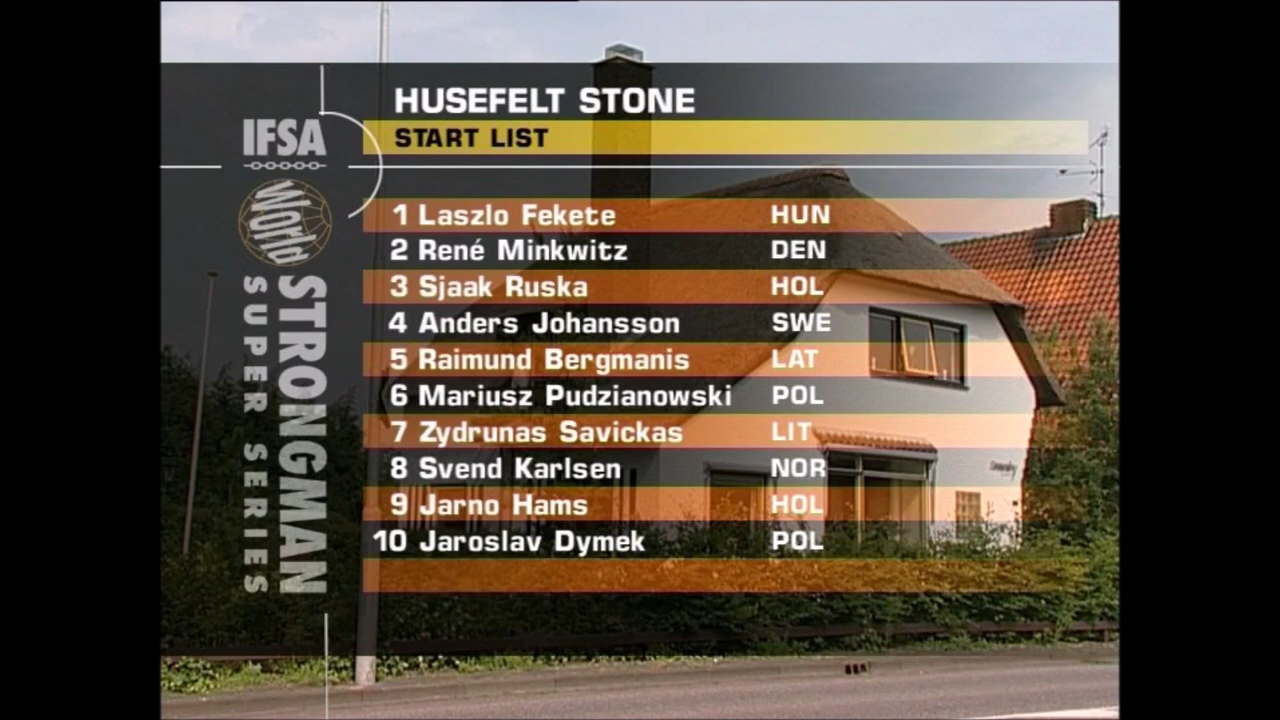 HUSEFELT STONE
START LIST
IFSA
World
STRONGMAN
SUPER SERIES
1 Laszlo Fekete HUN
2 René Minkwitz DEN
3 Sjaak Ruska HOL
4 Anders Johansson SWE
5 Raimund Bergmanis LAT
6 Mariusz Pudzianowski POL
7 Zydrunas Savickas LIT
8 Svend Karlsen NOR
9 Jarno Hams HOL
10 Jaroslav Dymek POL